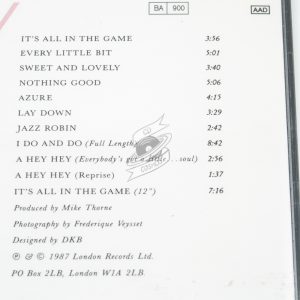 BA 900
AAD
IT'S ALL IN THE GAME 3:56
EVERY LITTLE BIT 5:01
SWEET AND LOVELY 3:40
NOTHING GOOD 5:06
AZURE 4:15
LAY DOWN 3:29
JAZZ ROBIN 2:42
I DO AND DO (Full Length) 8:42
A HEY HEY (Everybody's got a little ...soul) 2:56
A HEY HEY (Reprise) 1:37
IT'S ALL IN THE GAME (12") 7:16
Produced by Mike Thorne
Photography by Frederique Veysset
Designed by DKB
℗ & © 1987 London Records Ltd.
PO Box 2LB, London W1A 2LB.